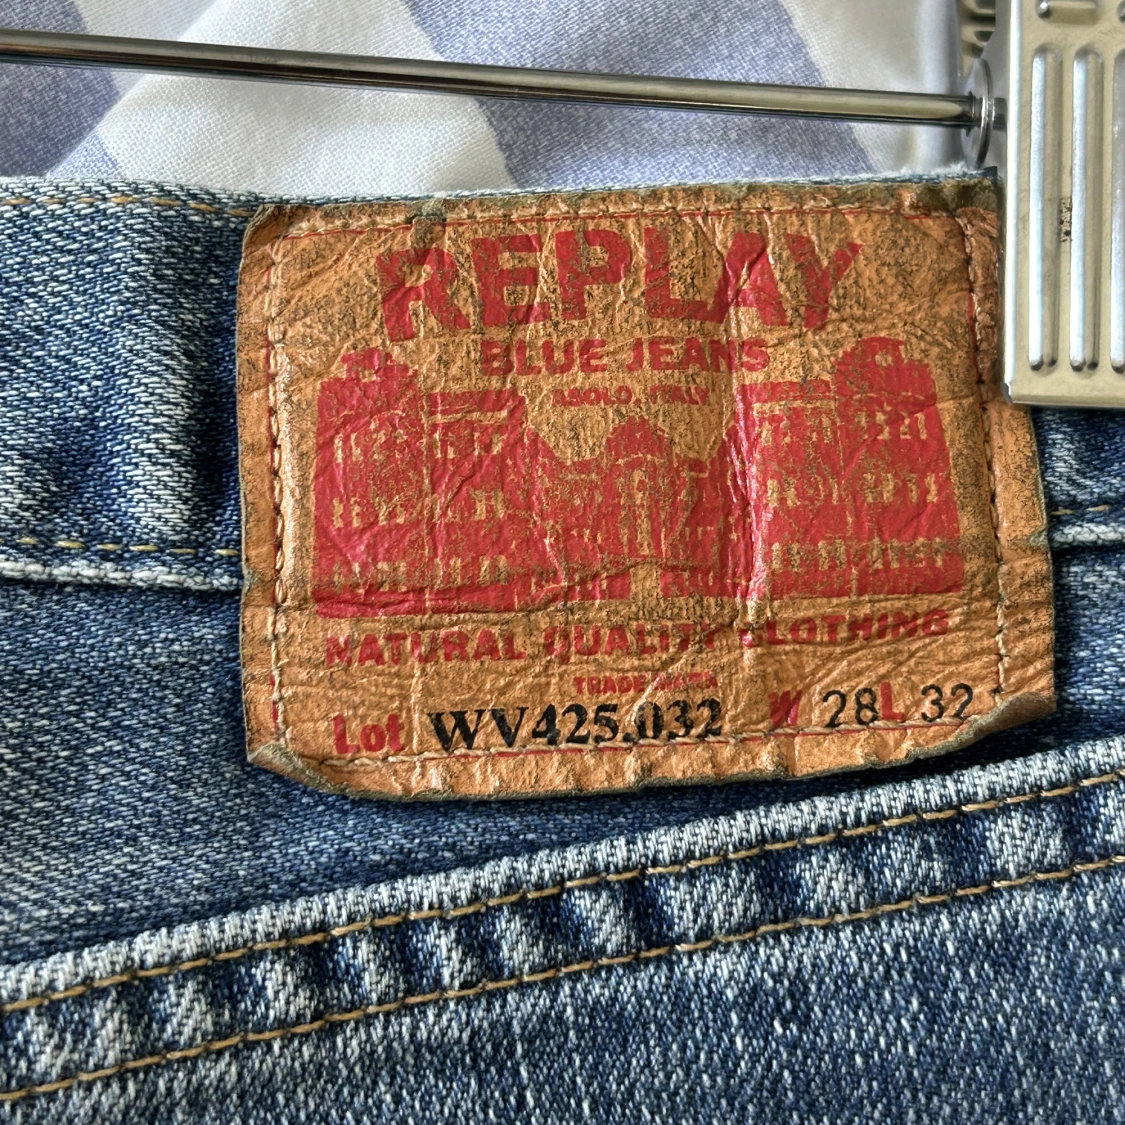 REPLAY
BLUE JEANS
ASOLO, ITALY
NATURAL QUALITY CLOTHING
TRADE MARK
Lot WV425.032 W 28 L 32